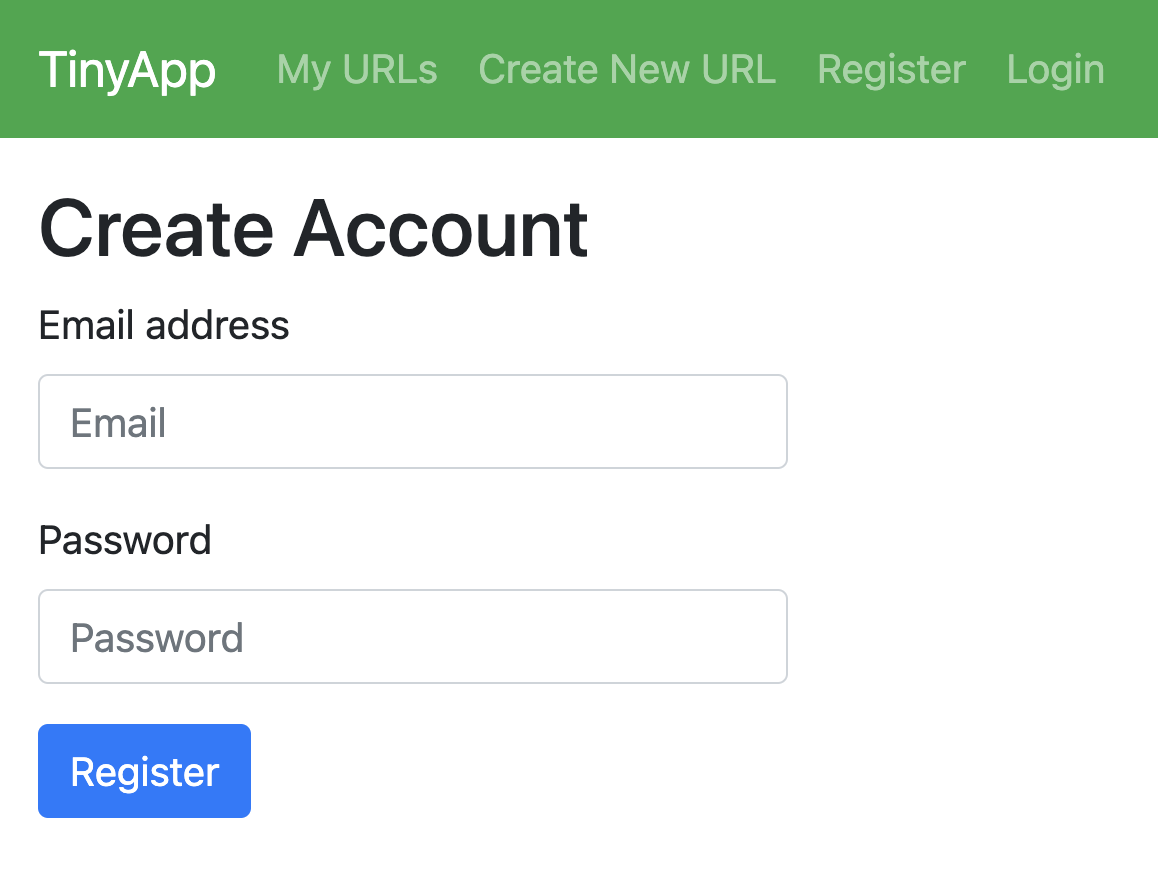 TinyApp My URLs Create New URL Register Login
Create Account
Email address
Email
Password
Password
Register